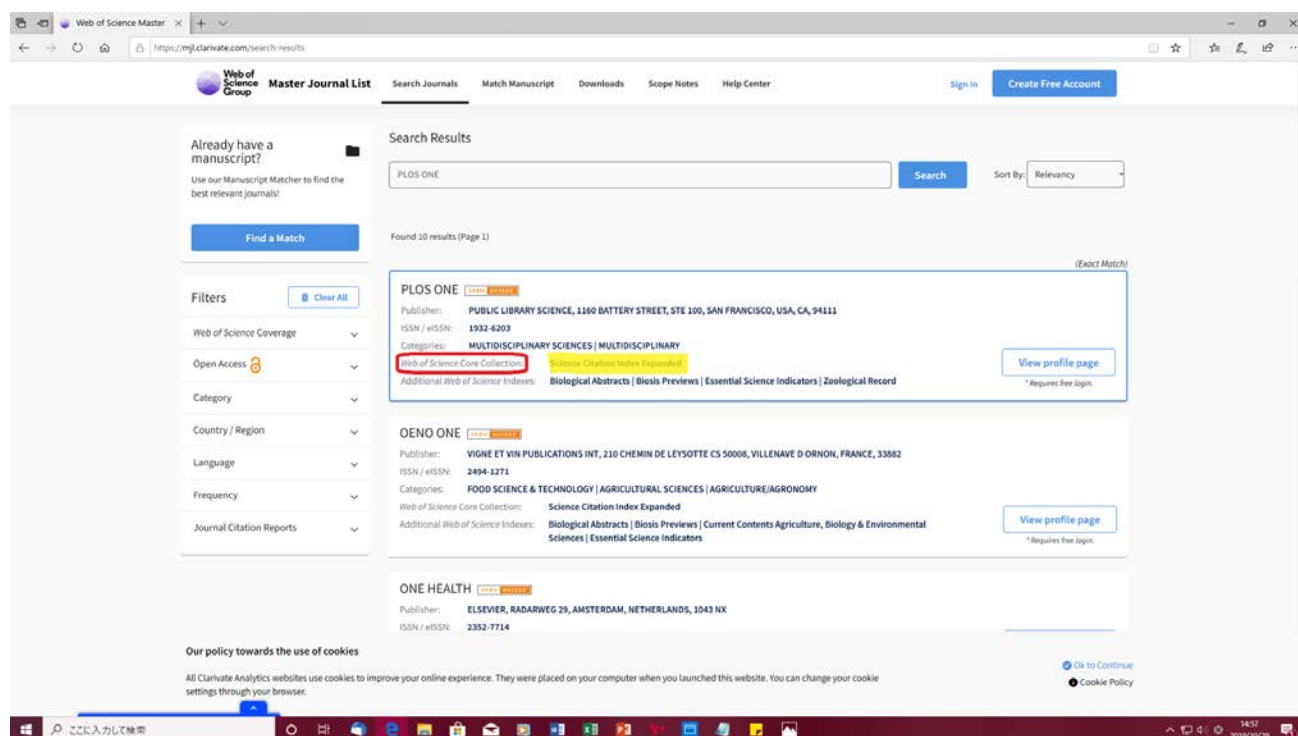 Web of Science Master
https://mjl.clarivate.com/search-results
Web of
Science
Group
Master Journal List
Search Journals
Match Manuscript
Downloads
Scope Notes
Help Center
Sign In
Create Free Account
Already have a
manuscript?
Use our Manuscript Matcher to find the
best relevant journals!
Find a Match
Filters
Clear All
Web of Science Coverage
Open Access
Category
Country / Region
Language
Frequency
Journal Citation Reports
Search Results
PLOS ONE
Search
Sort By:
Relevancy
Found 10 results (Page 1)
(Exact Match)
PLOS ONE OPEN ACCESS
Publisher: PUBLIC LIBRARY SCIENCE, 1160 BATTERY STREET, STE 100, SAN FRANCISCO, USA, CA, 94111
ISSN / eISSN: 1932-6203
Categories: MULTIDISCIPLINARY SCIENCES | MULTIDISCIPLINARY
Web of Science Core Collection: Science Citation Index Expanded
Additional Web of Science Indexes: Biological Abstracts | Biosis Previews | Essential Science Indicators | Zoological Record
View profile page
* Requires free login.
OENO ONE OPEN ACCESS
Publisher: VIGNE ET VIN PUBLICATIONS INT, 210 CHEMIN DE LEYSOTTE CS 50008, VILLENAVE D ORNON, FRANCE, 33882
ISSN / eISSN: 2494-1271
Categories: FOOD SCIENCE & TECHNOLOGY | AGRICULTURAL SCIENCES | AGRICULTURE/AGRONOMY
Web of Science Core Collection: Science Citation Index Expanded
Additional Web of Science Indexes: Biological Abstracts | Biosis Previews | Current Contents Agriculture, Biology & Environmental
Sciences | Essential Science Indicators
View profile page
* Requires free login.
ONE HEALTH OPEN ACCESS
Publisher: ELSEVIER, RADARWEG 29, AMSTERDAM, NETHERLANDS, 1043 NX
ISSN / eISSN: 2352-7714
Our policy towards the use of cookies
All Clarivate Analytics websites use cookies to improve your online experience. They were placed on your computer when you launched this website. You can change your cookie
settings through your browser.
Ok to Continue
Cookie Policy
ここに入力して検索
14:57
2019/10/29